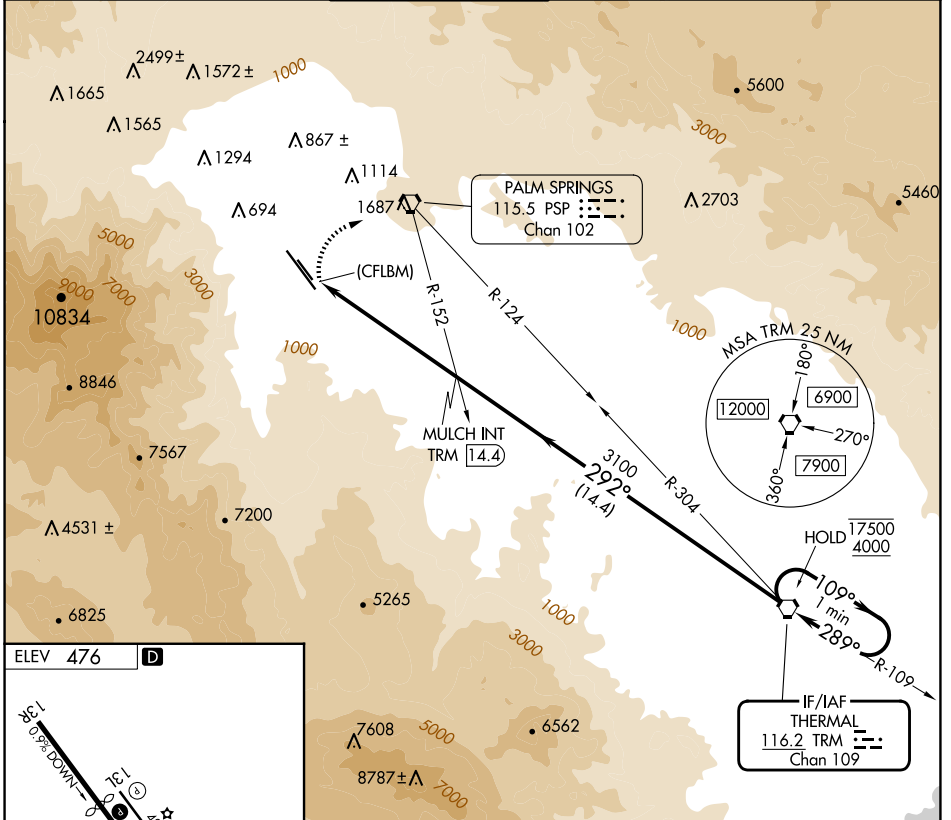 2499±
1572±
1000
1665
5600
1565
3000
867 ±
1294
1114
PALM SPRINGS
115.5 PSP
Chan 102
1687
2703
5460
694
5000
(CFLBM)
3000
9000
7000
10834
R-152
R-124
1000
1000
MSA TRM 25 NM
180°
12000
6900
8846
270°
MULCH INT
TRM 14.4
7567
3100
292°
(14.4)
R-304
7900
360°
7200
4531 ±
HOLD
17500
4000
109°
1 min
5265
1000
289°
6825
3000
R-109
ELEV 476
D
IF/IAF
THERMAL
116.2 TRM
Chan 109
13R
0.9% DOWN
13L
P
P
7608
5000
6562
8787±
7000